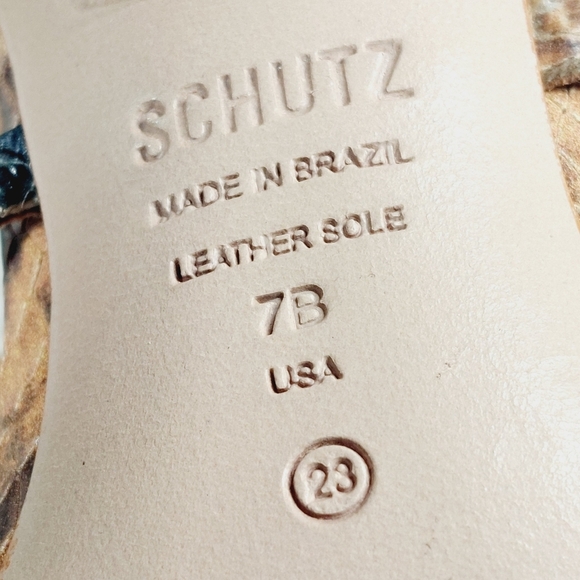 SCHUTZ
MADE IN BRAZIL
LEATHER SOLE
7B
USA
23